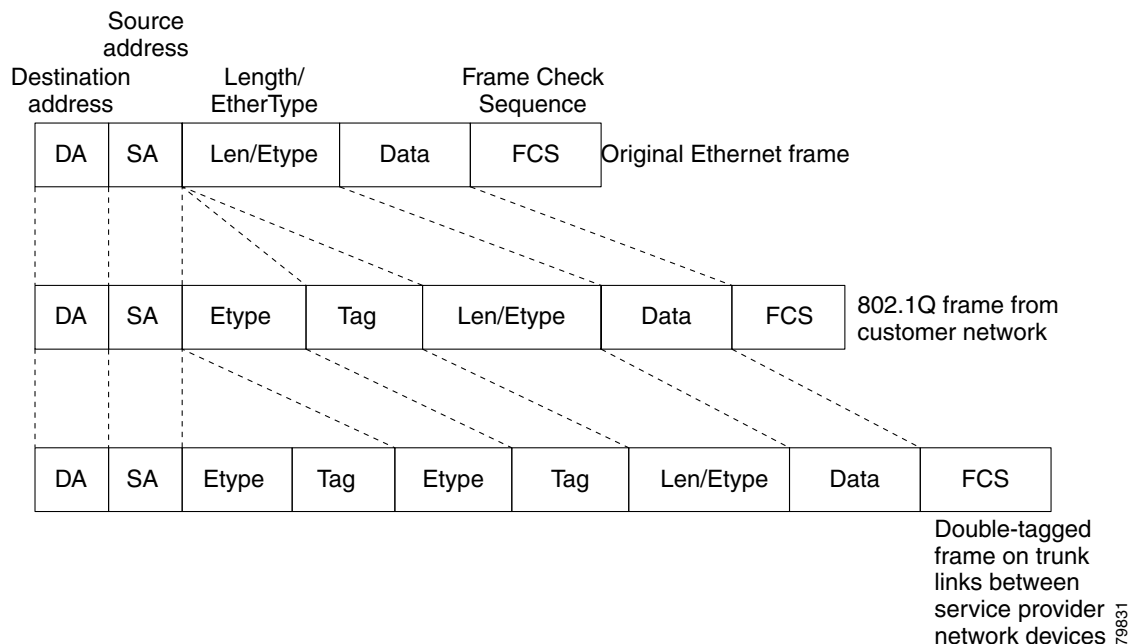 Source
address
Destination
address
Length/
EtherType
Frame Check
Sequence
DA SA Len/Etype Data FCS Original Ethernet frame
DA SA Etype Tag Len/Etype Data FCS 802.1Q frame from
customer network
DA SA Etype Tag Etype Tag Len/Etype Data FCS
Double-tagged
frame on trunk
links between
service provider
network devices
79831